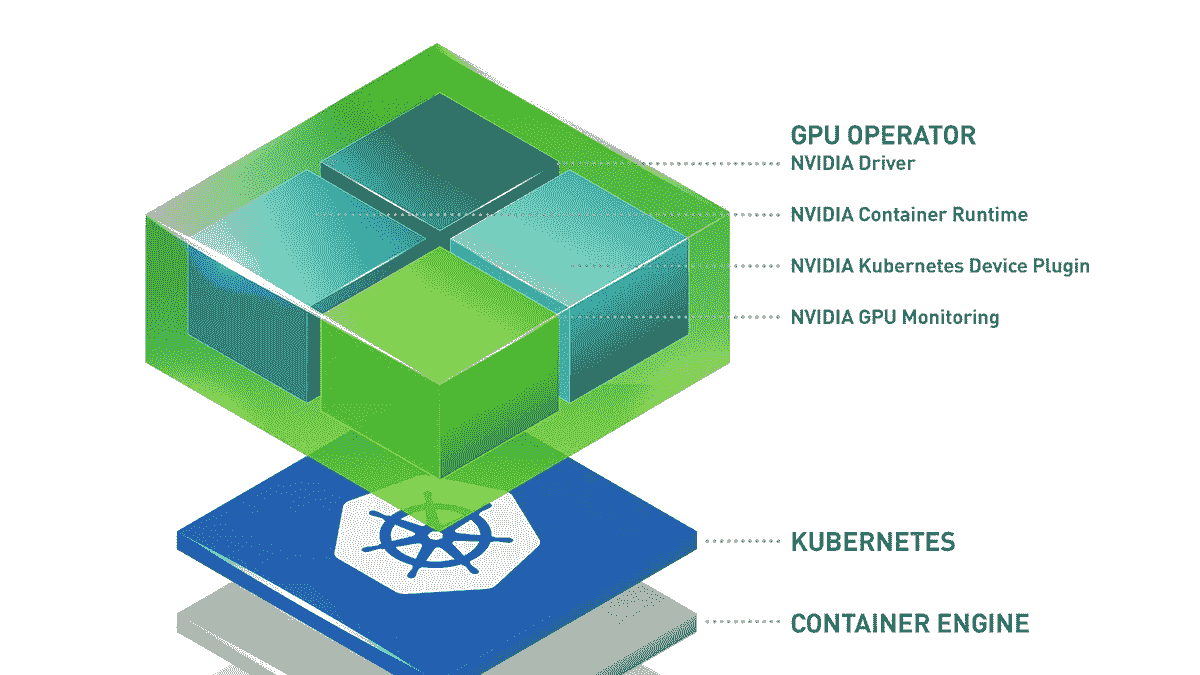 GPU OPERATOR
NVIDIA Driver
NVIDIA Container Runtime
NVIDIA Kubernetes Device Plugin
NVIDIA GPU Monitoring
KUBERNETES
CONTAINER ENGINE